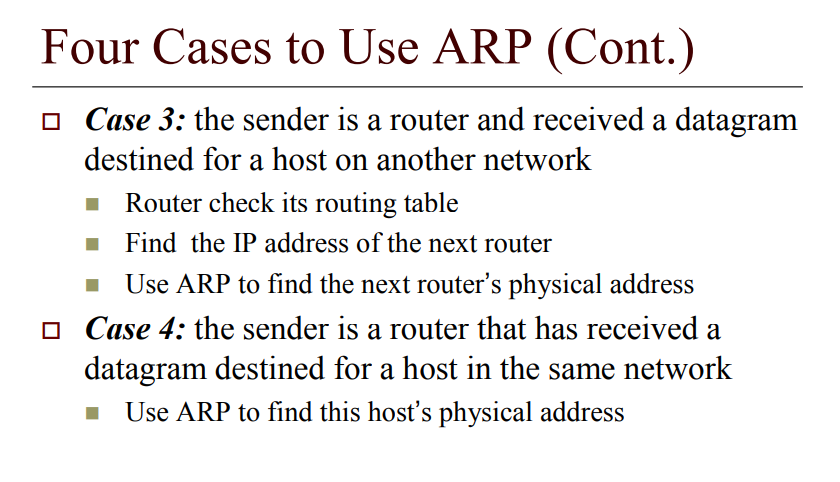 Four Cases to Use ARP (Cont.)
Case 3: the sender is a router and received a datagram
destined for a host on another network
Router check its routing table
Find the IP address of the next router
Use ARP to find the next router’s physical address
Case 4: the sender is a router that has received a
datagram destined for a host in the same network
Use ARP to find this host’s physical address